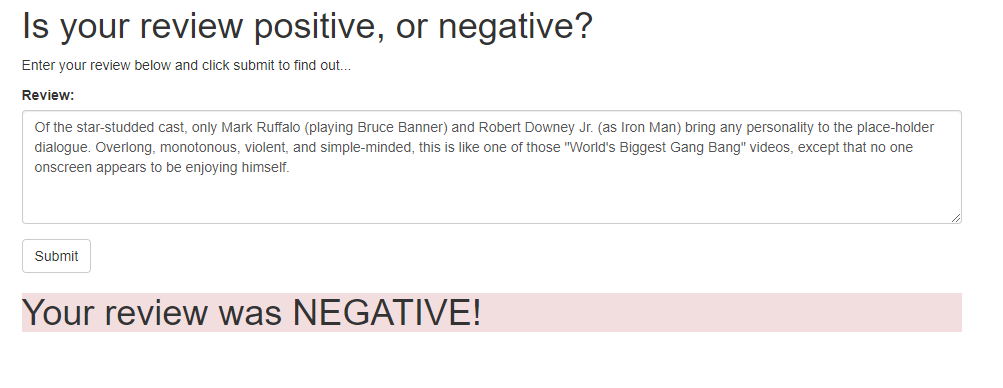 Is your review positive, or negative?
Enter your review below and click submit to find out...
Review:
Of the star-studded cast, only Mark Ruffalo (playing Bruce Banner) and Robert Downey Jr. (as Iron Man) bring any personality to the place-holder
dialogue. Overlong, monotonous, violent, and simple-minded, this is like one of those "World's Biggest Gang Bang" videos, except that no one
onscreen appears to be enjoying himself.
Submit
Your review was NEGATIVE!